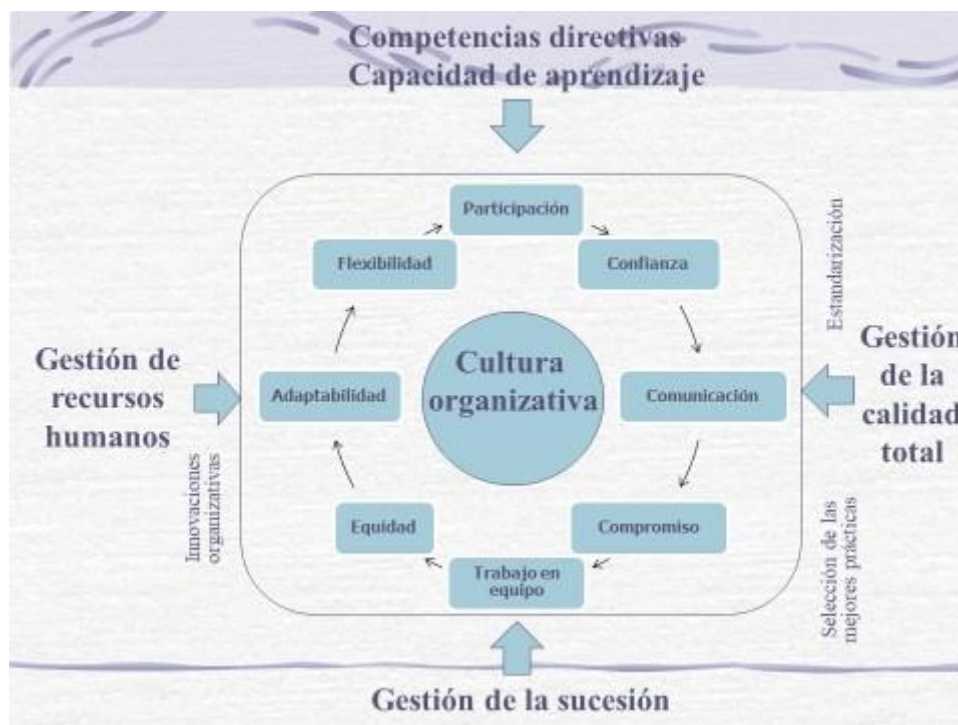 Competencias directivas
Capacidad de aprendizaje
Participación
Flexibilidad
Confianza
Estandarización
Gestión de
recursos
humanos
Adaptabilidad
Cultura
organizativa
Comunicación
Gestión
de la
calidad
total
Innovaciones
organizativas
Equidad
Compromiso
Trabajo en
equipo
Selección de las
mejores prácticas
Gestión de la sucesión